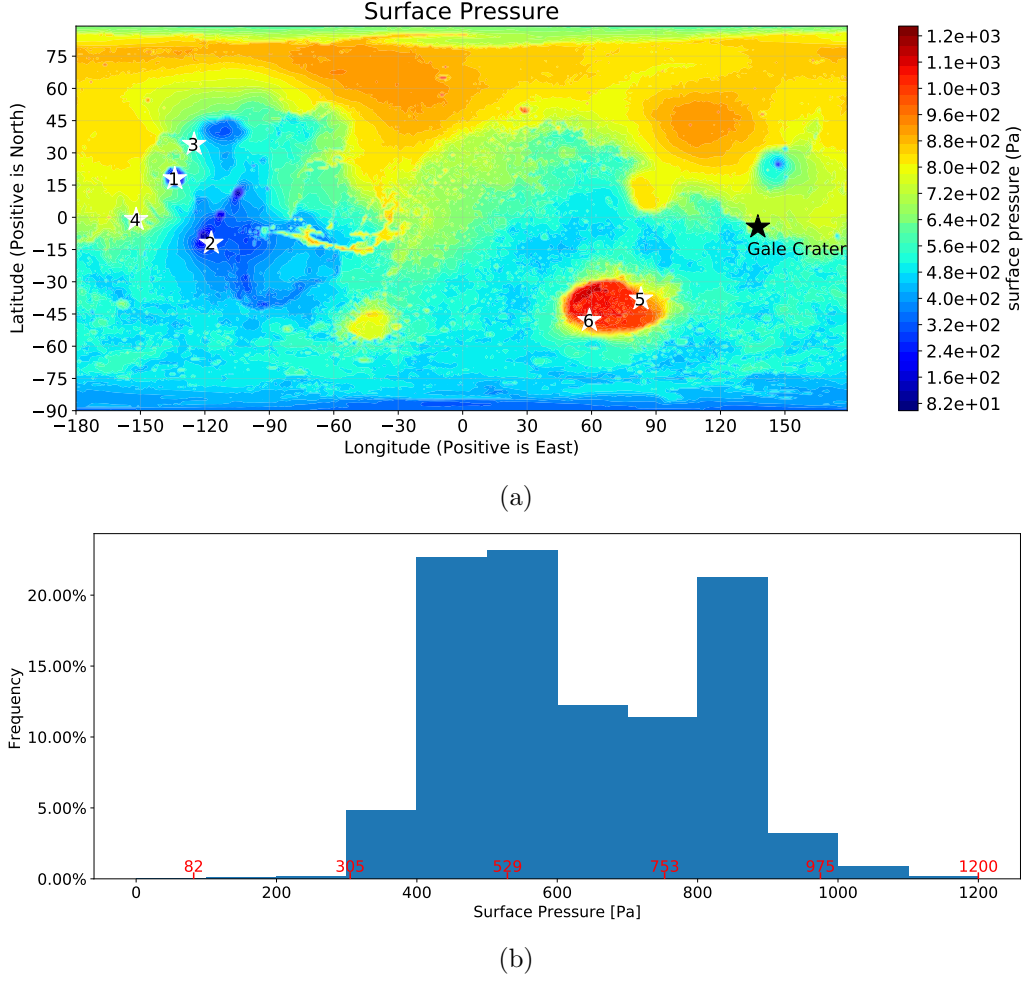 Surface Pressure
75
60
45
30
15
0
−15
−30
−45
−60
−75
−90
Latitude (Positive is North)
−180 −150 −120 −90 −60 −30 0 30 60 90 120 150
Longitude (Positive is East)
3
1
4
2
5
6
Gale Crater
1.2e+03
1.1e+03
1.0e+03
9.6e+02
8.8e+02
8.0e+02
7.2e+02
6.4e+02
5.6e+02
4.8e+02
4.0e+02
3.2e+02
2.4e+02
1.6e+02
8.2e+01
surface pressure (Pa)
(a)
20.00%
15.00%
10.00%
5.00%
0.00%
Frequency
82 305 529 753 975 1200
0 200 400 600 800 1000 1200
Surface Pressure [Pa]
(b)